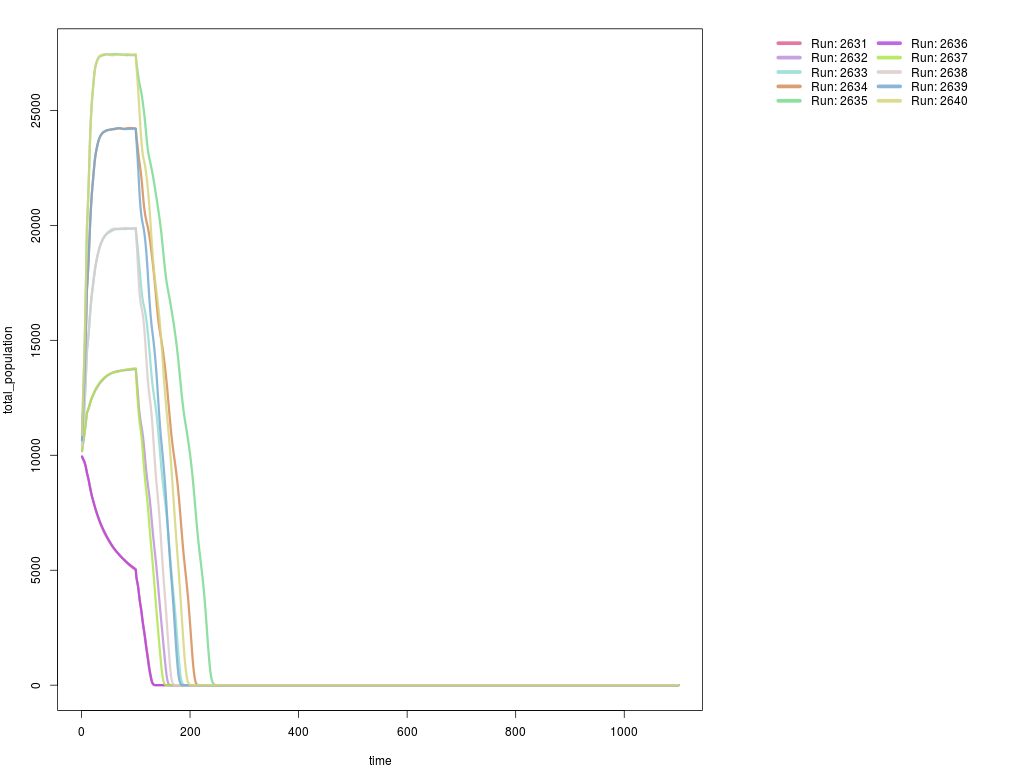 total_population
25000
20000
15000
10000
5000
0
0 200 400 600 800 1000
time
Run: 2631 Run: 2636
Run: 2632 Run: 2637
Run: 2633 Run: 2638
Run: 2634 Run: 2639
Run: 2635 Run: 2640